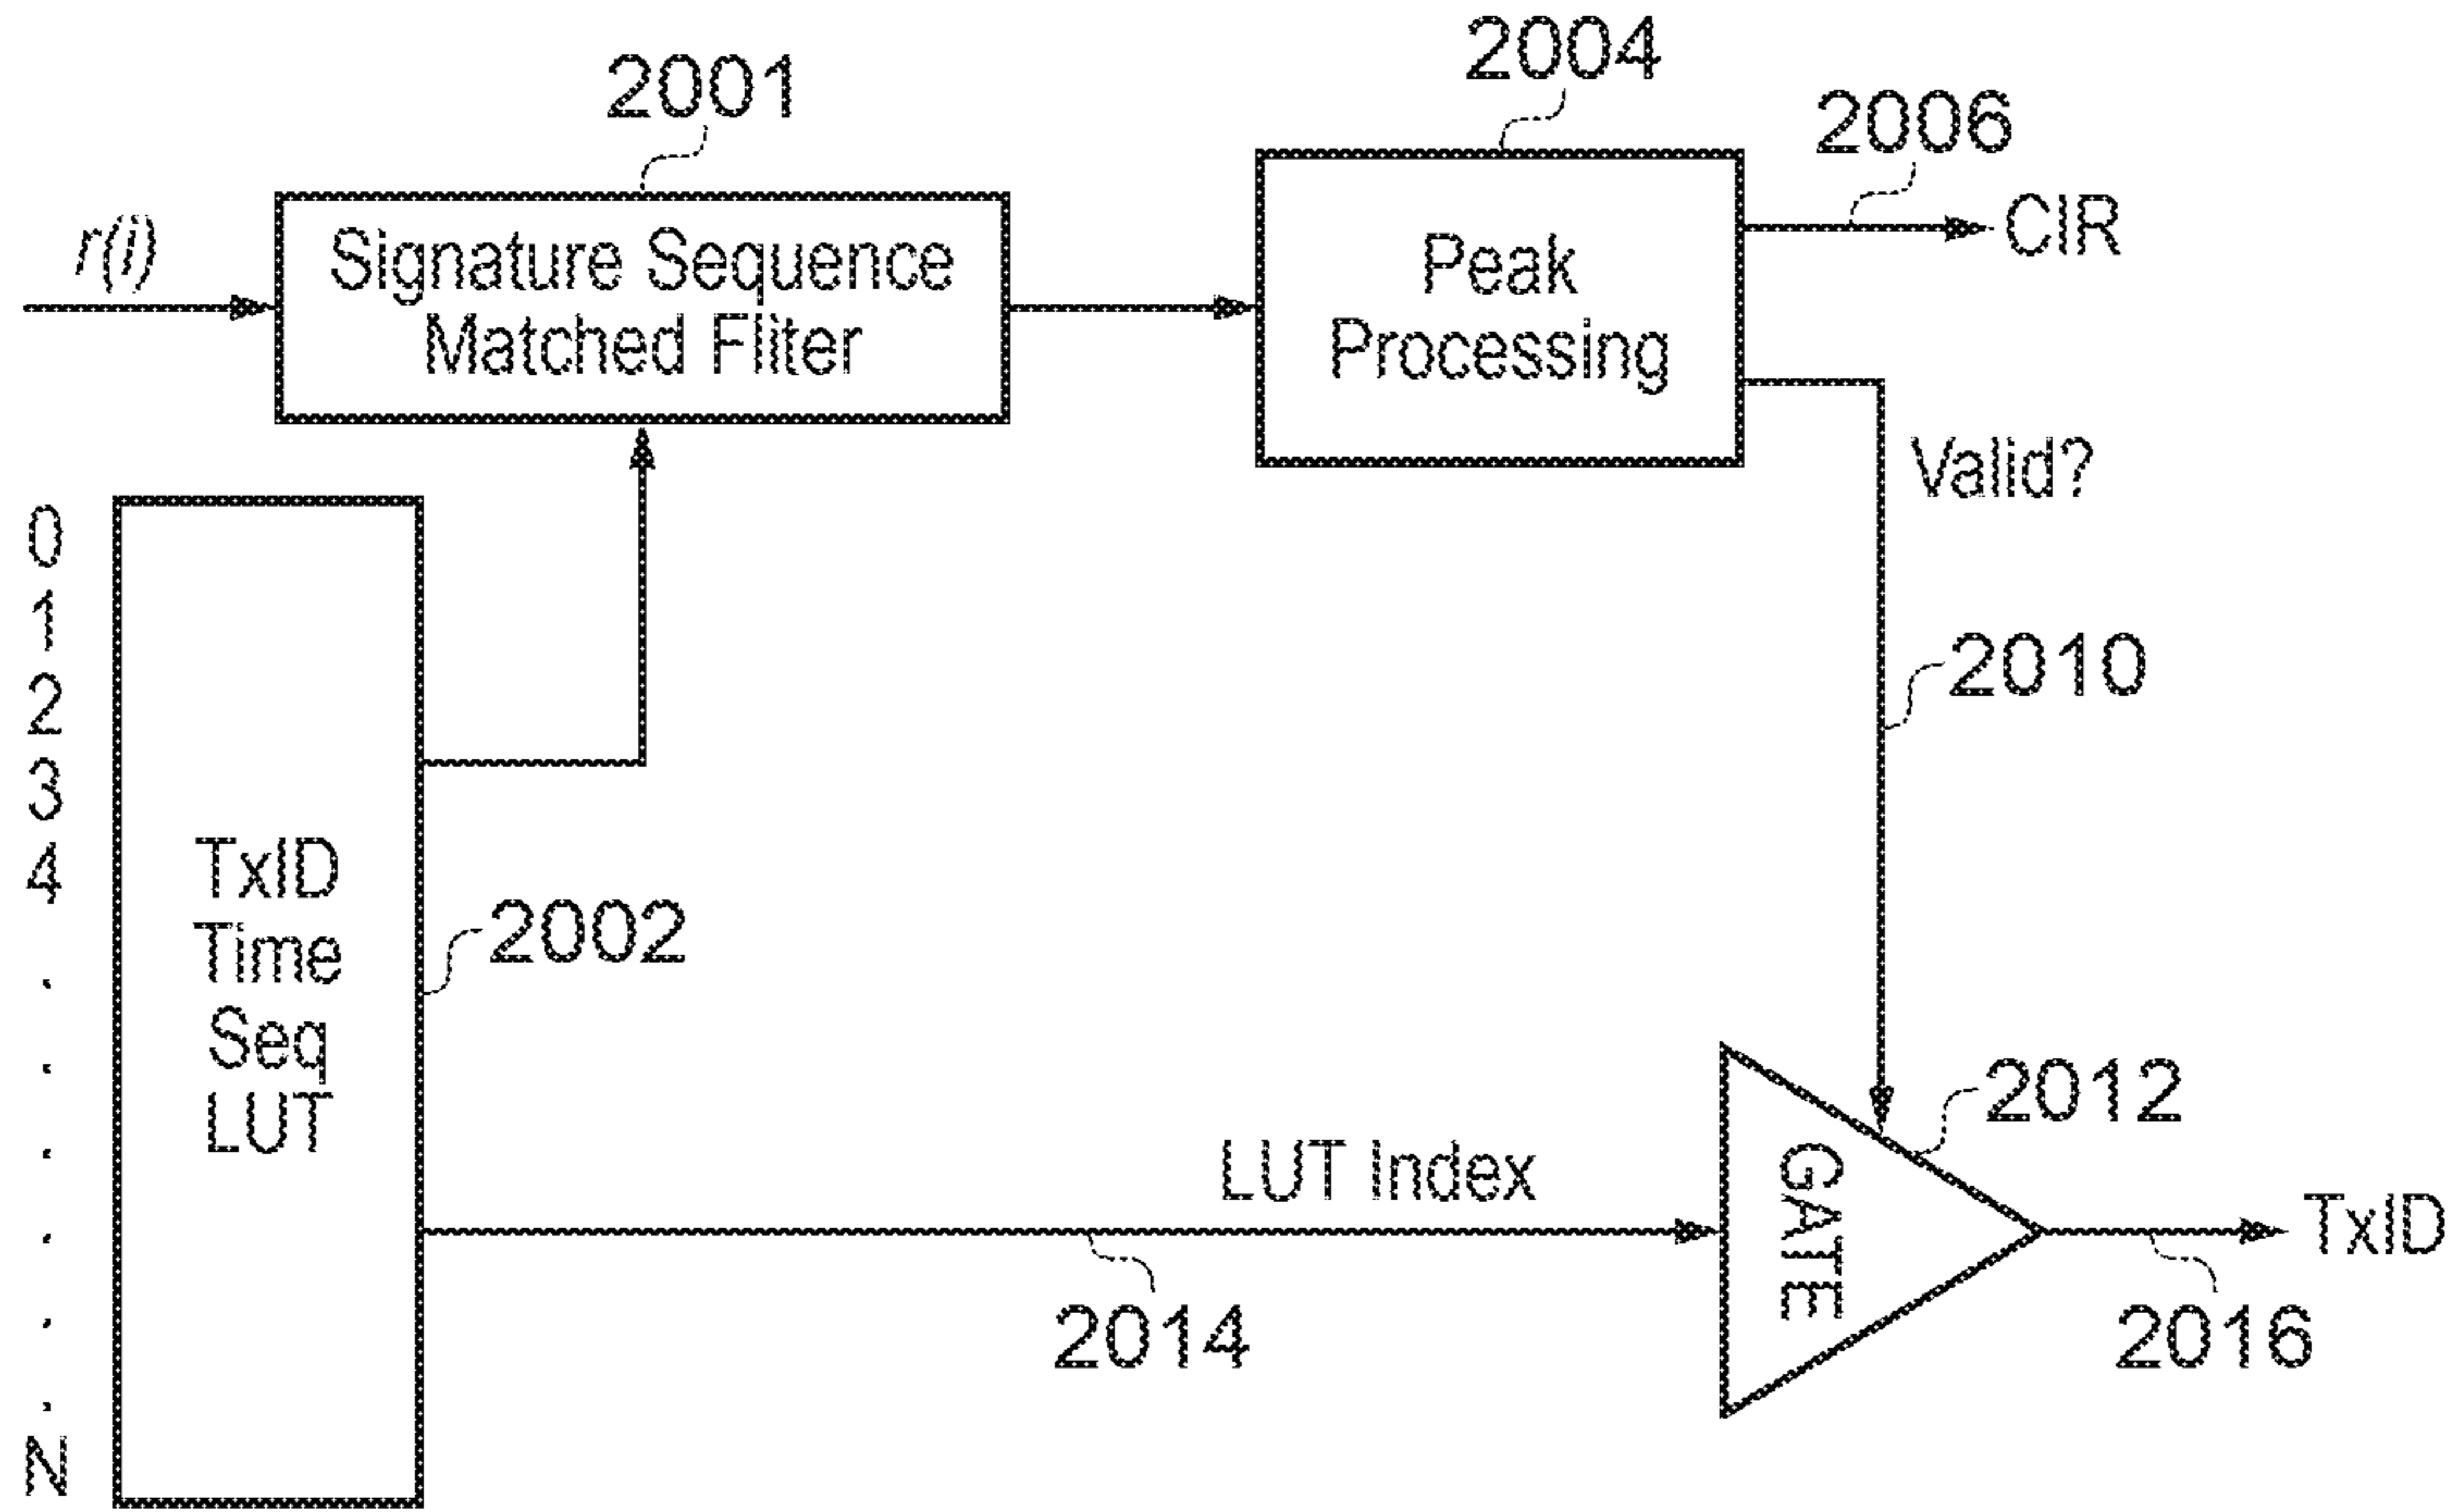 2001
2004
2006
r(i)
Signature Sequence
Matched Fliter
Peak
Processing
CIR
Valid?
0
1
2
3
4
.
.
.
.
.
.
N
TxID
Time
Seq
LUT
2002
2010
2012
LUT Index
GATE
TxID
2014
2016